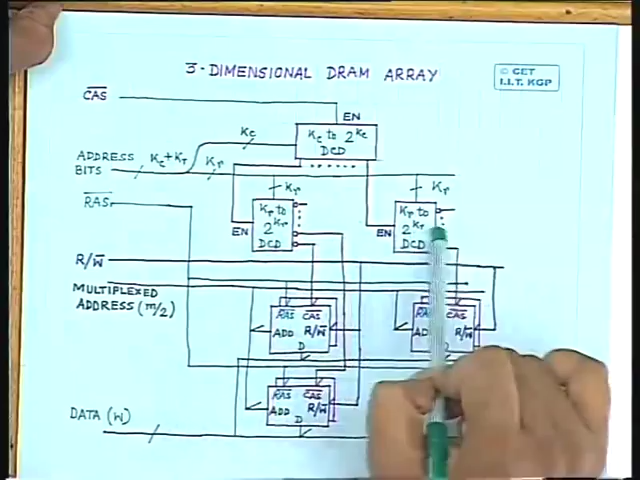 3-DIMENSIONAL DRAM ARRAY
© CET
I.I.T. KGP
CAS
EN
Kc to 2^Kc
DCD
Kc
ADDRESS
BITS
Kc+Kr
Kr
Kr
Kr
RAS
Kr to
2^Kr
DCD
EN
Kr to
2^Kr
DCD
EN
R/W
MULTIPLEXED
ADDRESS (m/2)
RAS CAS
ADD R/W
D
RAS CAS
R/W
RAS CAS
ADD R/W
D
DATA (W)